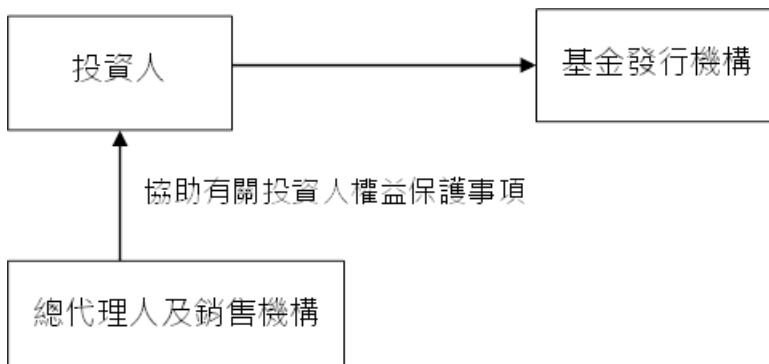 投資人
基金發行機構
協助有關投資人權益保護事項
總代理人及銷售機構